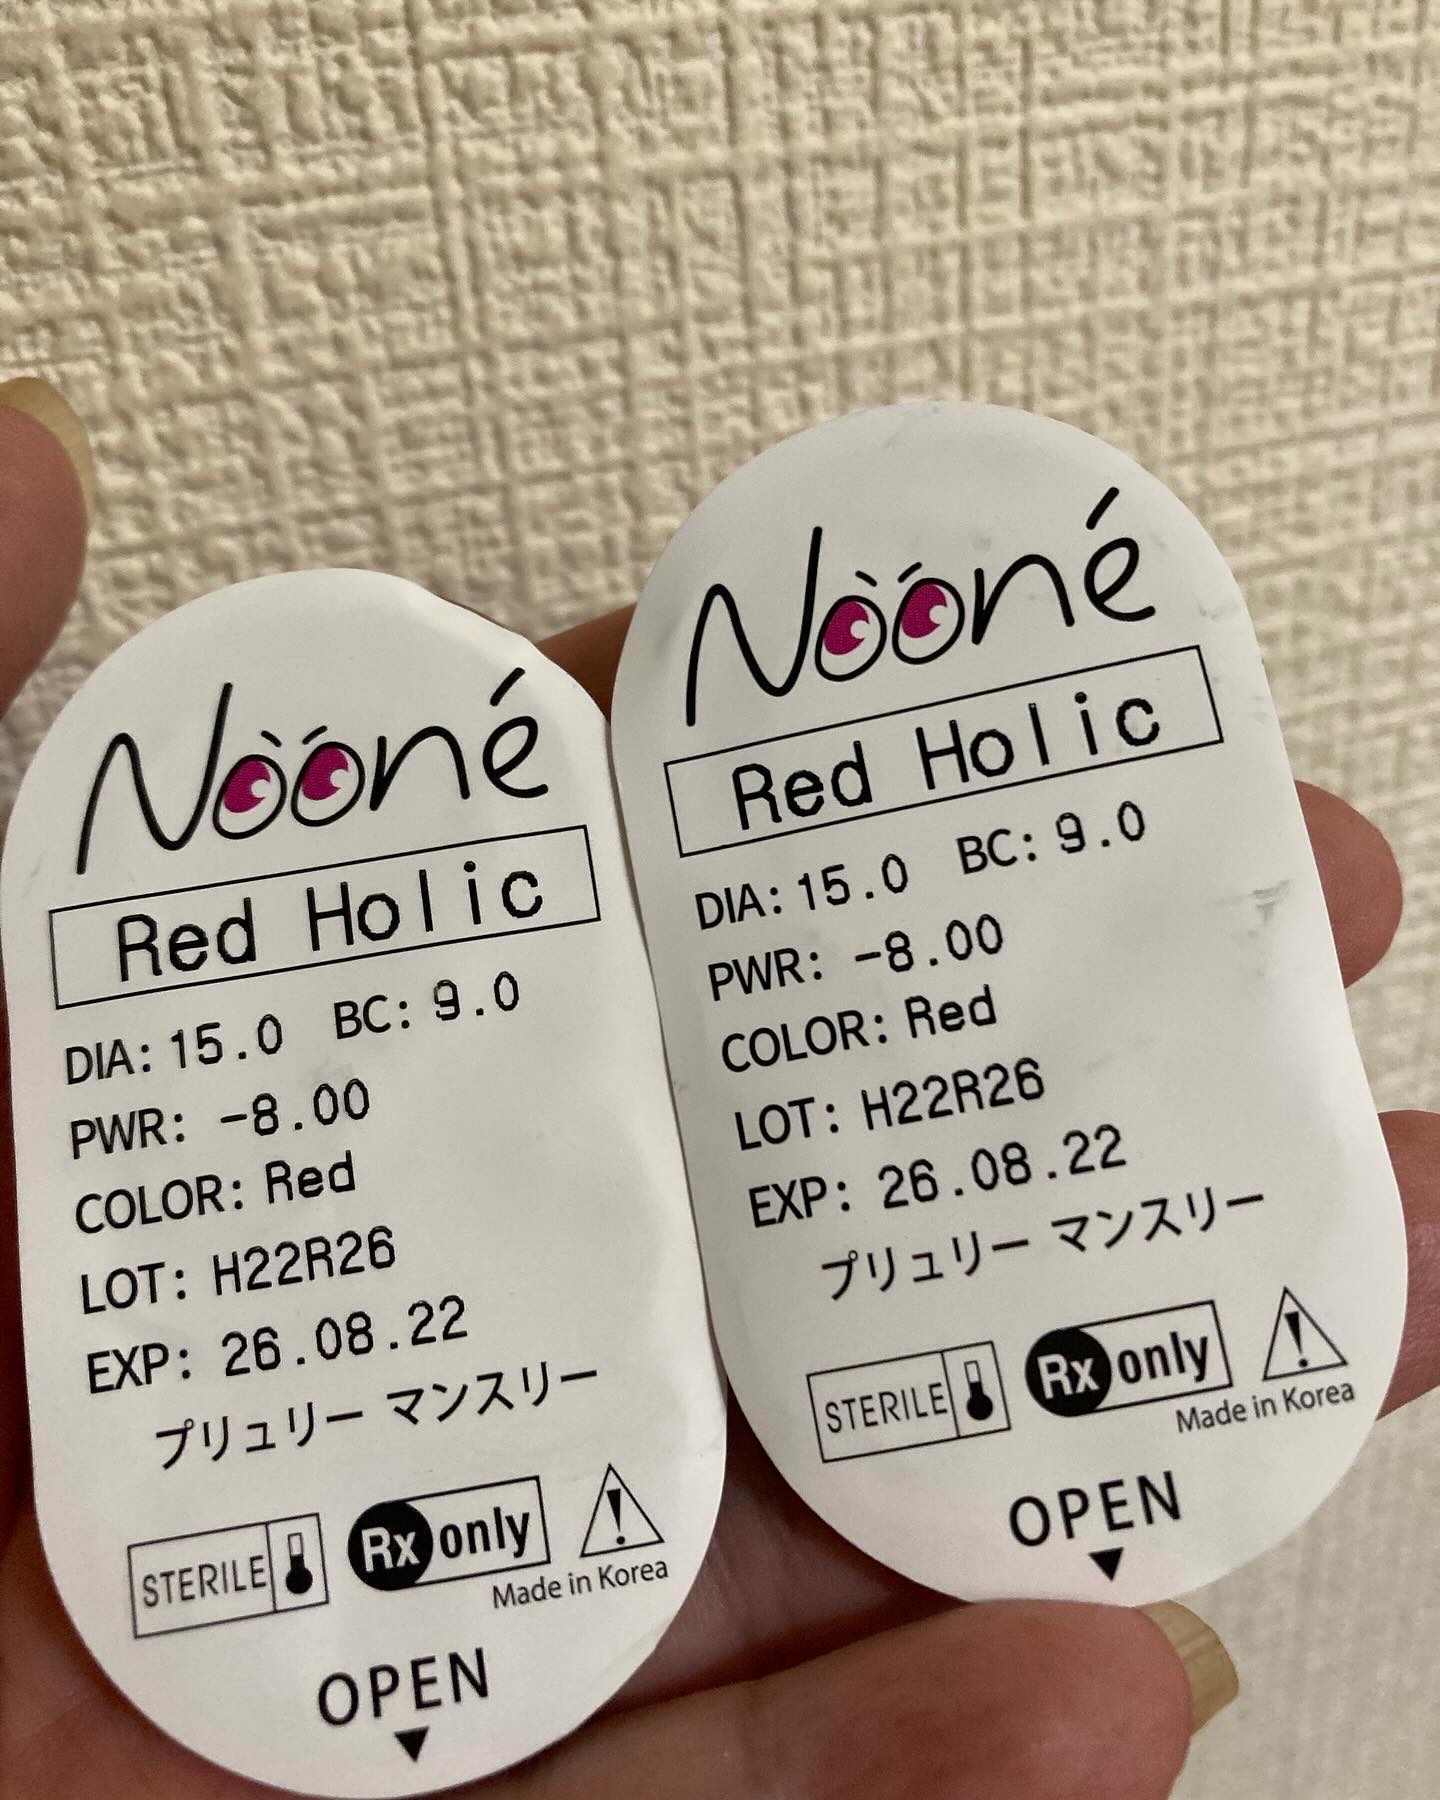 Nòóné
Red Holic
DIA: 15.0 BC: 9.0
PWR: -8.00
COLOR: Red
LOT: H22R26
EXP: 26.08.22
プリュリー マンスリー
STERILE
Rx only
Made in Korea
OPEN
Nòóné
Red Holic
DIA: 15.0 BC: 9.0
PWR: -8.00
COLOR: Red
LOT: H22R26
EXP: 26.08.22
プリュリー マンスリー
STERILE
Rx only
Made in Korea
OPEN